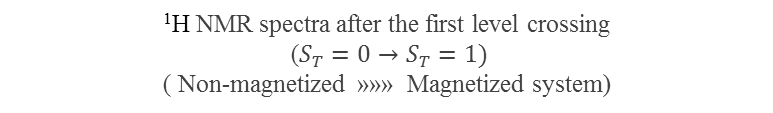 ¹H NMR spectra after the first level crossing
(S_T = 0 → S_T = 1)
( Non-magnetized »»» Magnetized system)